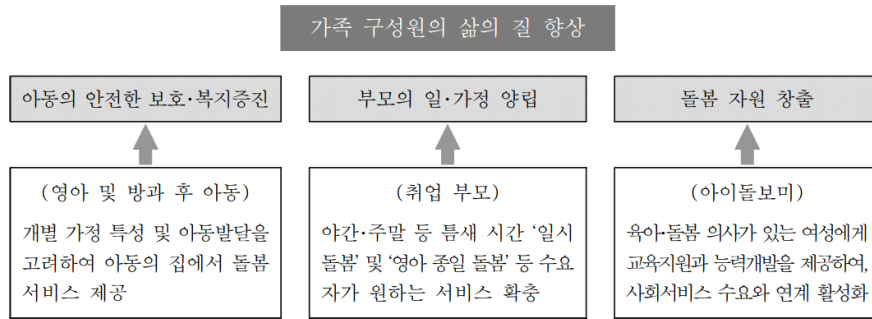 가족 구성원의 삶의 질 향상
아동의 안전한 보호·복지증진
부모의 일·가정 양립
돌봄 자원 창출
(영아 및 방과 후 아동)
개별 가정 특성 및 아동발달을
고려하여 아동의 집에서 돌봄
서비스 제공
(취업 부모)
야간·주말 등 틈새 시간 ‘일시
돌봄’ 및 ‘영아 종일 돌봄’ 등 수요
자가 원하는 서비스 확충
(아이돌보미)
육아·돌봄 의사가 있는 여성에게
교육지원과 능력개발을 제공하여,
사회서비스 수요와 연계 활성화